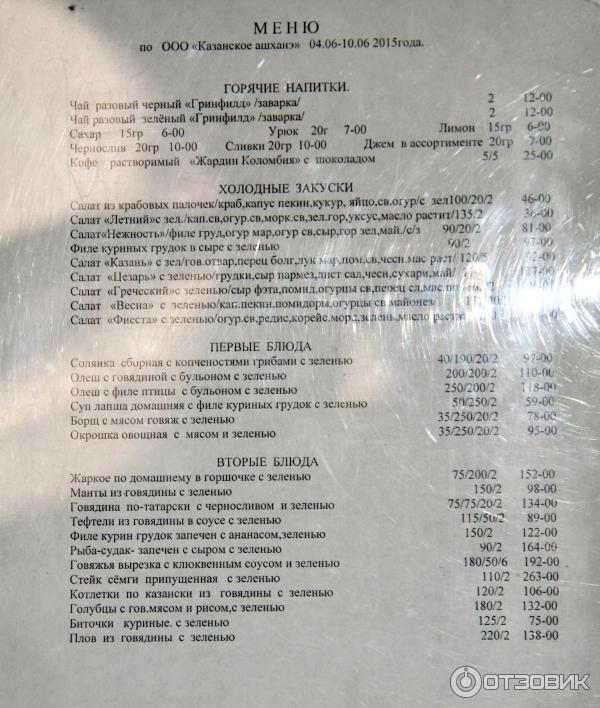 МЕНЮ
по ООО «Казанское ашханэ» 04.06-10.06 2015года.
ГОРЯЧИЕ НАПИТКИ.
Чай разовый черный «Гринфилд» /заварка/ 2 12-00
Чай разовый зелёный «Гринфилд» /заварка/ 2 12-00
Сахар 15гр 6-00 Урюк 20г 7-00 Лимон 15гр 6-00
Чернослив 20гр 10-00 Сливки 20гр 10-00 Джем в ассортименте 20гр 7-00
Кофе растворимый «Жардин Коломбия» с шоколадом 5/5 25-00
ХОЛОДНЫЕ ЗАКУСКИ
Салат из крабовых палочек/краб,капус пекин,кукур, яйцо,св.огур/с зел100/20/2 46-00
Салат «Летний»с зел./кап.св,огур.св,морк.св,зел.гор,уксус,масло растит/135/2 36-00
Салат«Нежность»/филе груд,огур мар,огур св,сыр,гор зел,май./с/з 90/20/2 81-00
Филе куриных грудок в сыре с зеленью 90/2 97-00
Салат «Казань» с зел/гов.отвар,перец болг,лук мар,пом,св,чесн,мас раст/ 120/5
Салат «Цезарь» с зеленью/грудки,сыр пармез,лист сал,чесн,сухари,май/ 127-00
Салат «Греческий»с зеленью/сыр фэта,помид,огурцы св,перец сл,маслин
Салат «Весна» с зеленью/кап.пекин,помидоры,огурцы св майонез/
Салат «Фиеста» с зеленью/огур.св,редис,корейс.морк,зелень,масло растит
ПЕРВЫЕ БЛЮДА
Солянка сборная с копченостями грибами с зеленью 40/190/20/2 97-00
Олеш с говядиной с бульоном с зеленью 200/200/2 110-00
Олеш с филе птицы с бульоном с зеленью 250/200/2 118-00
Суп лапша домашняя с филе куриных грудок с зеленью 50/250/2 59-00
Борщ с мясом говяж с зеленью 35/250/20/2 78-00
Окрошка овощная с мясом и зеленью 35/250/20/2 95-00
ВТОРЫЕ БЛЮДА
Жаркое по домашнему в горшочке с зеленью 75/200/2 152-00
Манты из говядины с зеленью 150/2 98-00
Говядина по-татарски с черносливом и зеленью 75/75/20/2 134-00
Тефтели из говядины в соусе с зеленью 115/50/2 89-00
Филе курин грудок запечен с ананасом,зеленью 150/2 122-00
Рыба-судак- запечен с сыром с зеленью 90/2 164-00
Говяжья вырезка с клюквенным соусом и зеленью 180/50/6 192-00
Стейк сёмги припущенная с зеленью 110/2 263-00
Котлетки по казански из говядины с зеленью 120/2 106-00
Голубцы с гов.мясом и рисом,с зеленью 180/2 132-00
Биточки куриные. с зеленью 125/2 75-00
Плов из говядины с зеленью 220/2 138-00
ОТЗОВИК